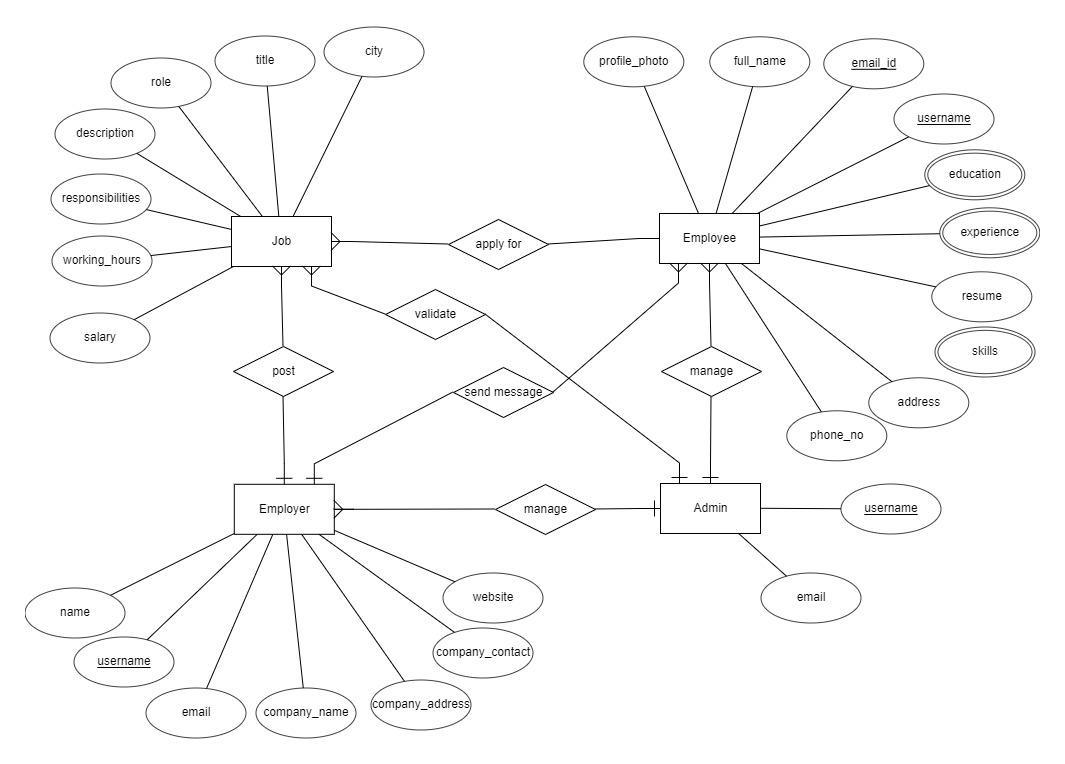 city
title
profile_photo
full_name
email_id
role
username
description
education
responsibilities
experience
Job
apply for
Employee
working_hours
resume
validate
salary
skills
post
send message
manage
address
phone_no
Employer
manage
Admin
username
website
email
name
company_contact
username
company_address
email
company_name